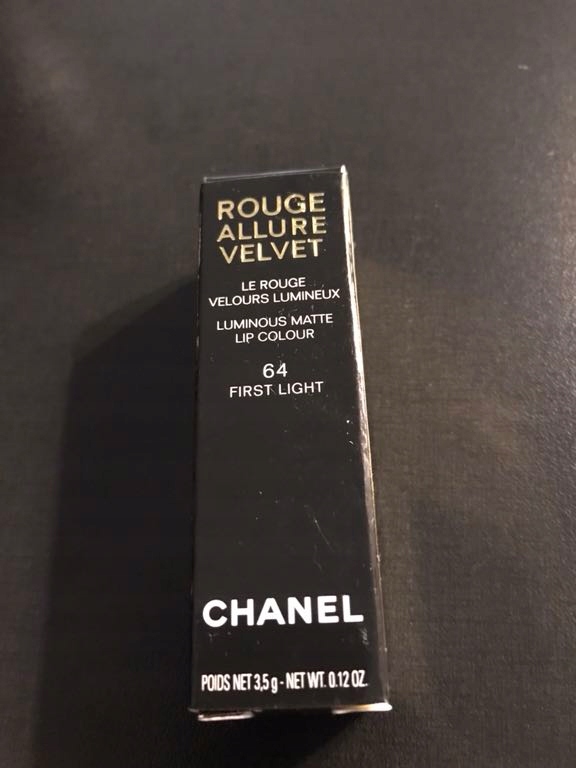 ROUGE
ALLURE
VELVET
LE ROUGE
VELOURS LUMINEUX
LUMINOUS MATTE
LIP COLOUR
64
FIRST LIGHT
CHANEL
POIDS NET 3,5 g - NET WT. 0.12 OZ.